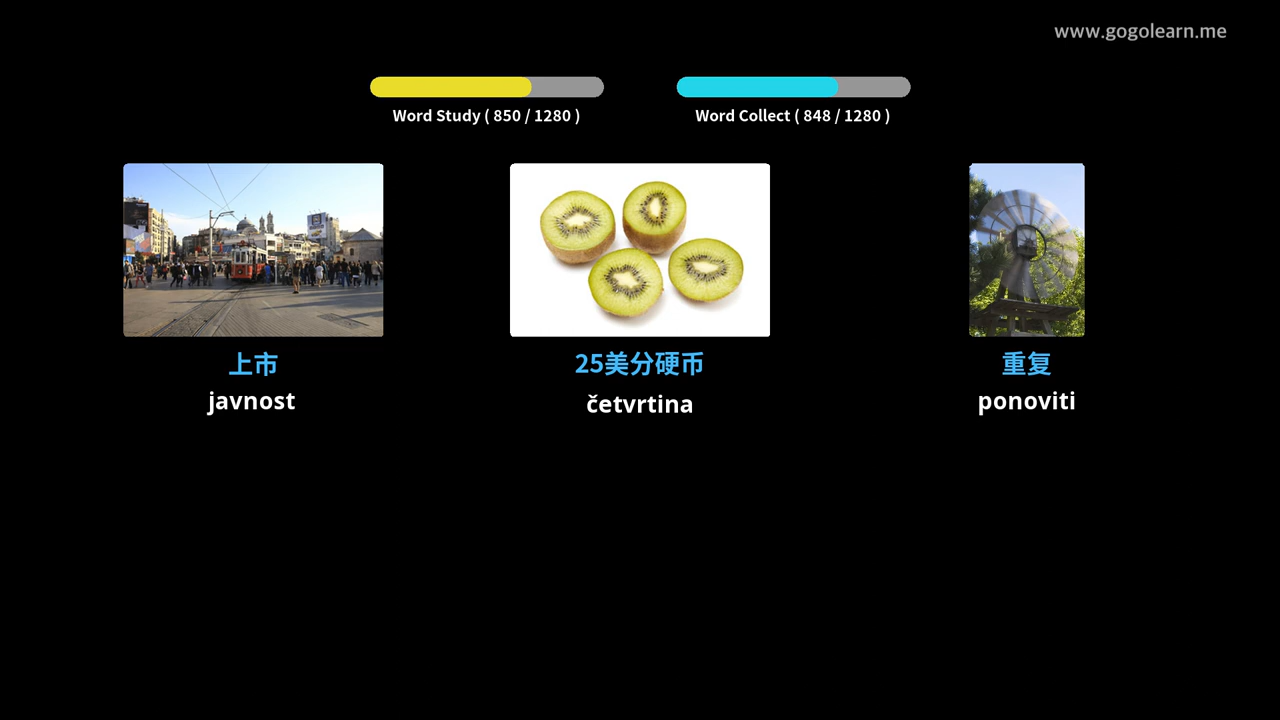 www.gogolearn.me
Word Study ( 850 / 1280 )
Word Collect ( 848 / 1280 )
上市
javnost
25美分硬币
četvrtina
重复
ponoviti